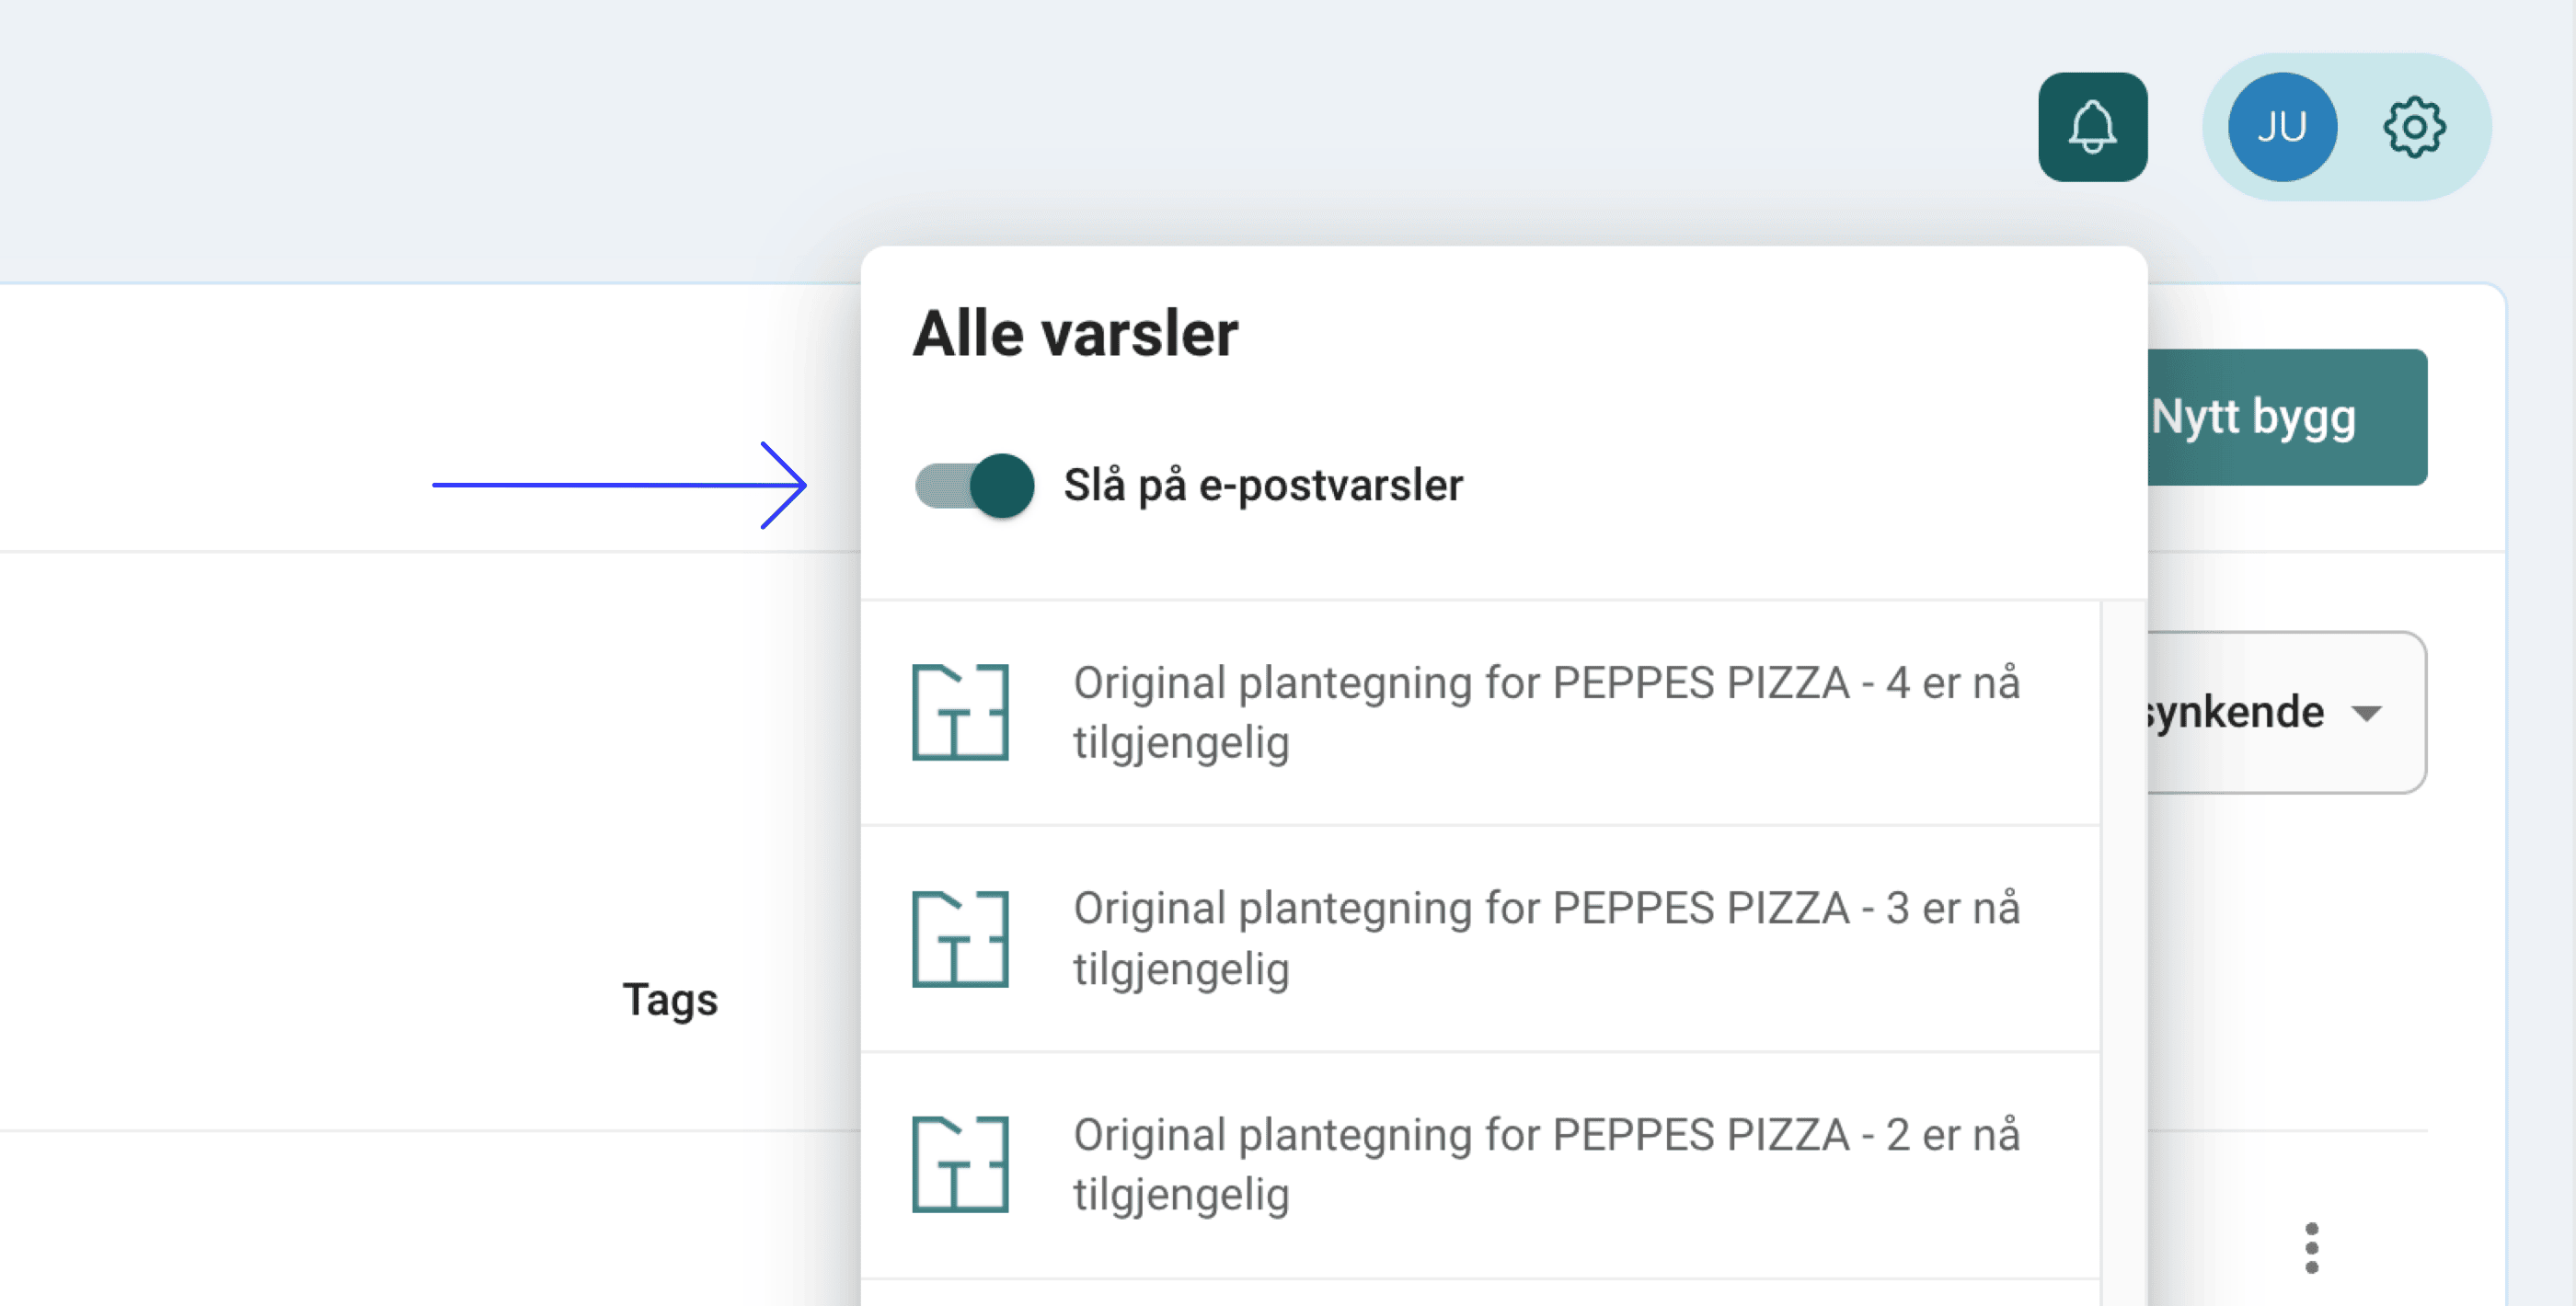 JU
Alle varsler
Nytt bygg
Slå på e-postvarsler
Original plantegning for PEPPES PIZZA - 4 er nå
tilgjengelig
synkende
Original plantegning for PEPPES PIZZA - 3 er nå
tilgjengelig
Tags
Original plantegning for PEPPES PIZZA - 2 er nå
tilgjengelig